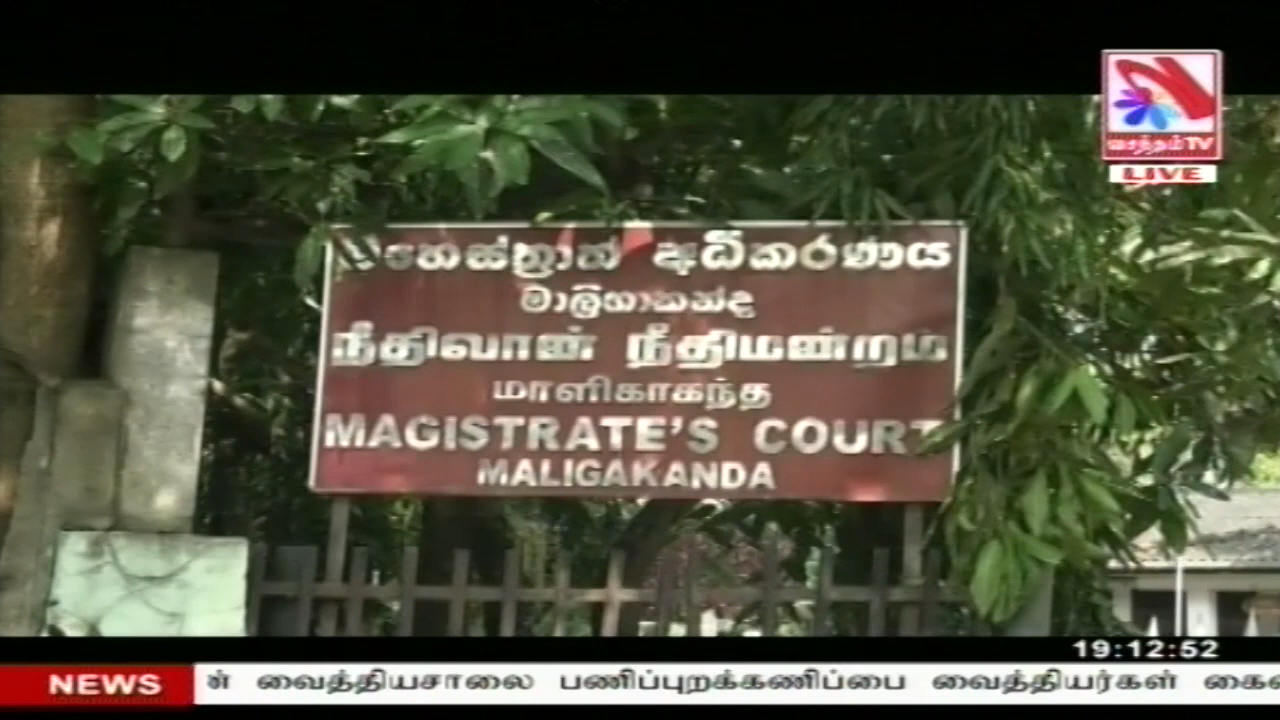 வசந்தம்TV
LIVE
මහේස්ත්‍රාත් අධිකරණය
මාලිගාකන්ද
நீதிவான் நீதிமன்றம்
மாளிகாகந்த
MAGISTRATE'S COURT
MALIGAKANDA
19:12:52
NEWS வைத்தியசாலை பணிப்புறக்கணிப்பை வைத்தியர்கள்